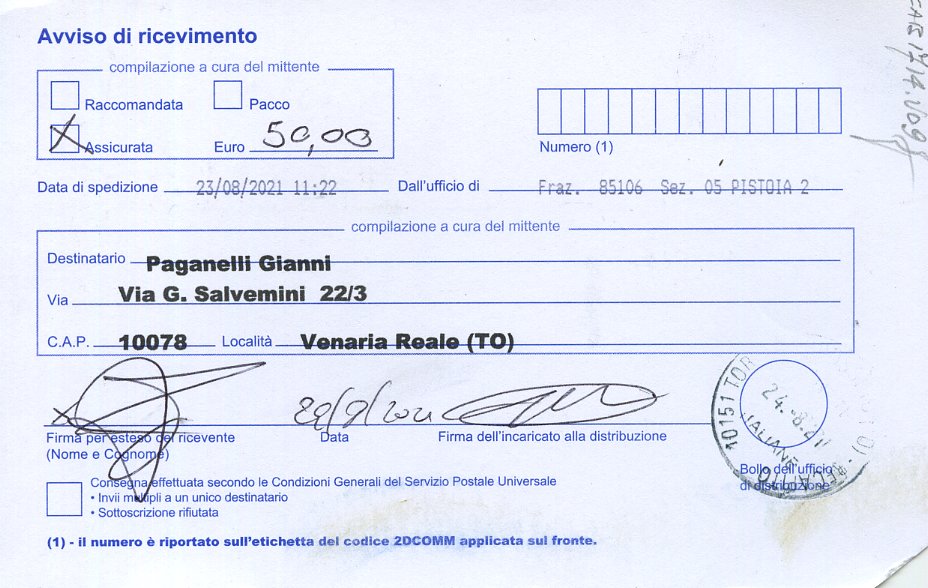 Avviso di ricevimento
compilazione a cura del mittente
Raccomandata Pacco
X Assicurata Euro 50,00
Numero (1)
Data di spedizione 23/08/2021 11:22 Dall'ufficio di Fraz. 85106 Sez. 05 PISTOIA 2
compilazione a cura del mittente
Destinatario Paganelli Gianni
Via Via G. Salvemini 22/3
C.A.P. 10078 Località Venaria Reale (TO)
Firma per esteso del ricevente Data Firma dell'incaricato alla distribuzione
(Nome e Cognome)
10151 TOR
24.-8.21
Bollo dell'ufficio
di distribuzione
Consegna effettuata secondo le Condizioni Generali del Servizio Postale Universale
• Invii multipli a un unico destinatario
• Sottoscrizione rifiutata
(1) - il numero è riportato sull'etichetta del codice 2DCOMM applicata sul fronte.